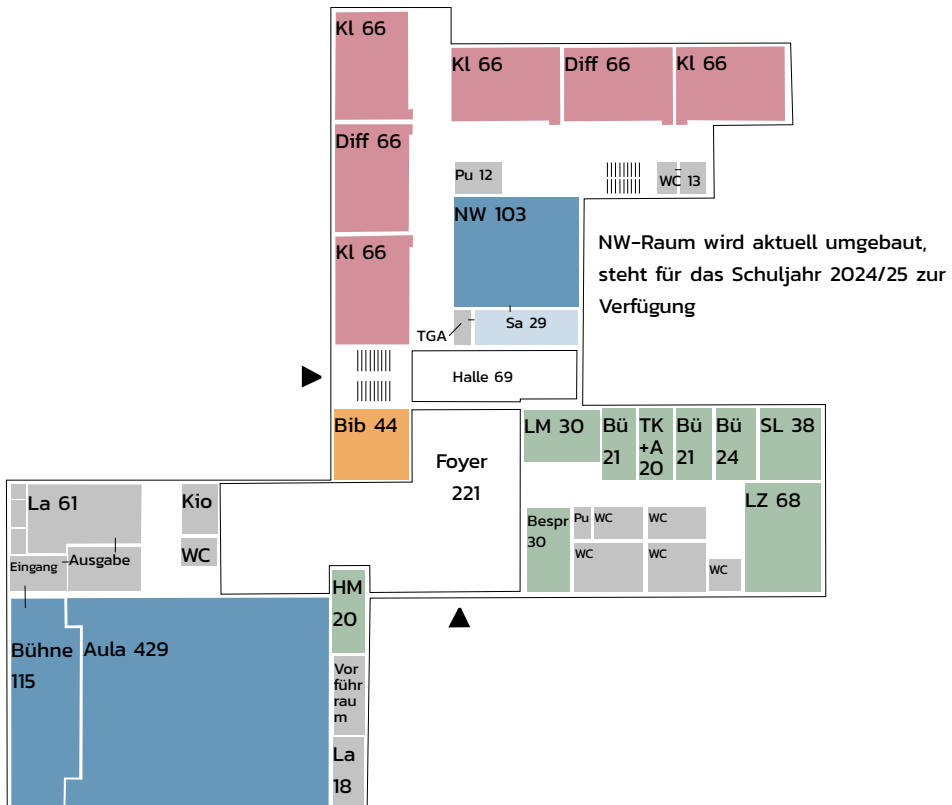 Kl 66
Kl 66
Diff 66
Kl 66
Diff 66
Pu 12
WC 13
NW 103
Kl 66
NW-Raum wird aktuell umgebaut,
steht für das Schuljahr 2024/25 zur
Verfügung
Sa 29
TGA
Halle 69
Bib 44
Foyer
221
LM 30
Bü
21
TK
+A
20
Bü
21
Bü
24
SL 38
La 61
Kio
LZ 68
Bespr
30
Pu
WC
WC
WC
WC
WC
WC
Eingang
Ausgabe
HM
20
Bühne
115
Aula 429
Vor
führ
rau
m
La
18